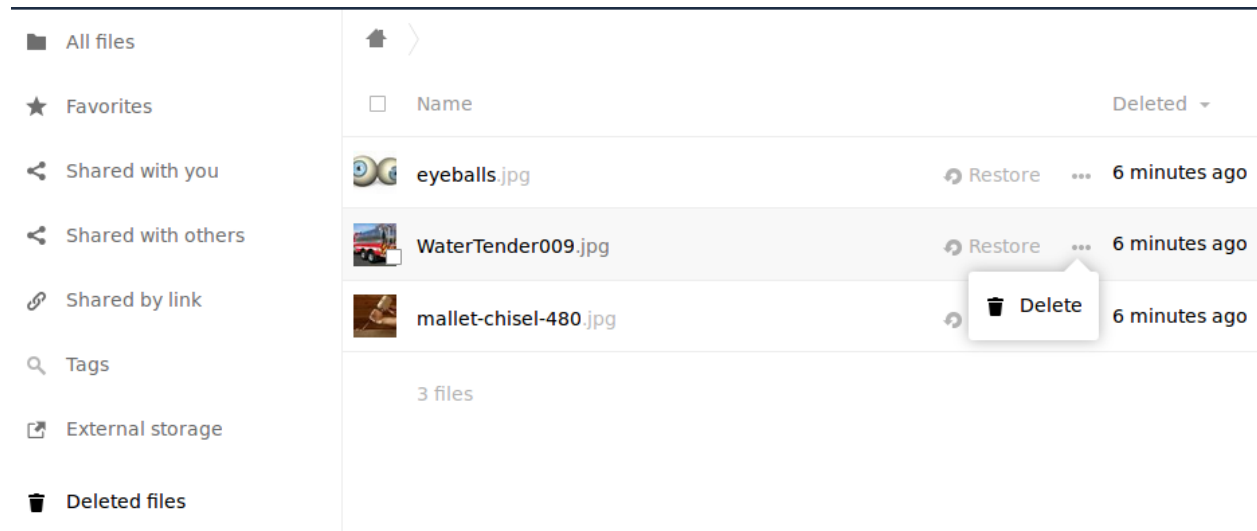 All files
Favorites
Shared with you
Shared with others
Shared by link
Tags
External storage
Deleted files
Name Deleted
eyeballs.jpg Restore ... 6 minutes ago
WaterTender009.jpg Restore ... 6 minutes ago
Delete
mallet-chisel-480.jpg 6 minutes ago
3 files